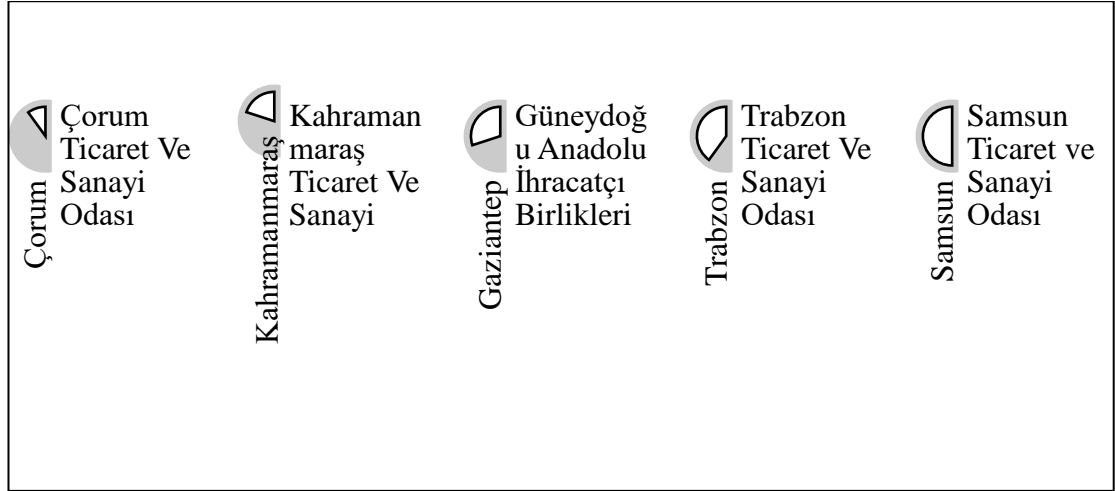 Çorum
Çorum
Ticaret Ve
Sanayi
Odası
Kahramanmaraş
Kahraman
maraş
Ticaret Ve
Sanayi
Gaziantep
Güneydoğ
u Anadolu
İhracatçı
Birlikleri
Trabzon
Trabzon
Ticaret Ve
Sanayi
Odası
Samsun
Samsun
Ticaret ve
Sanayi
Odası